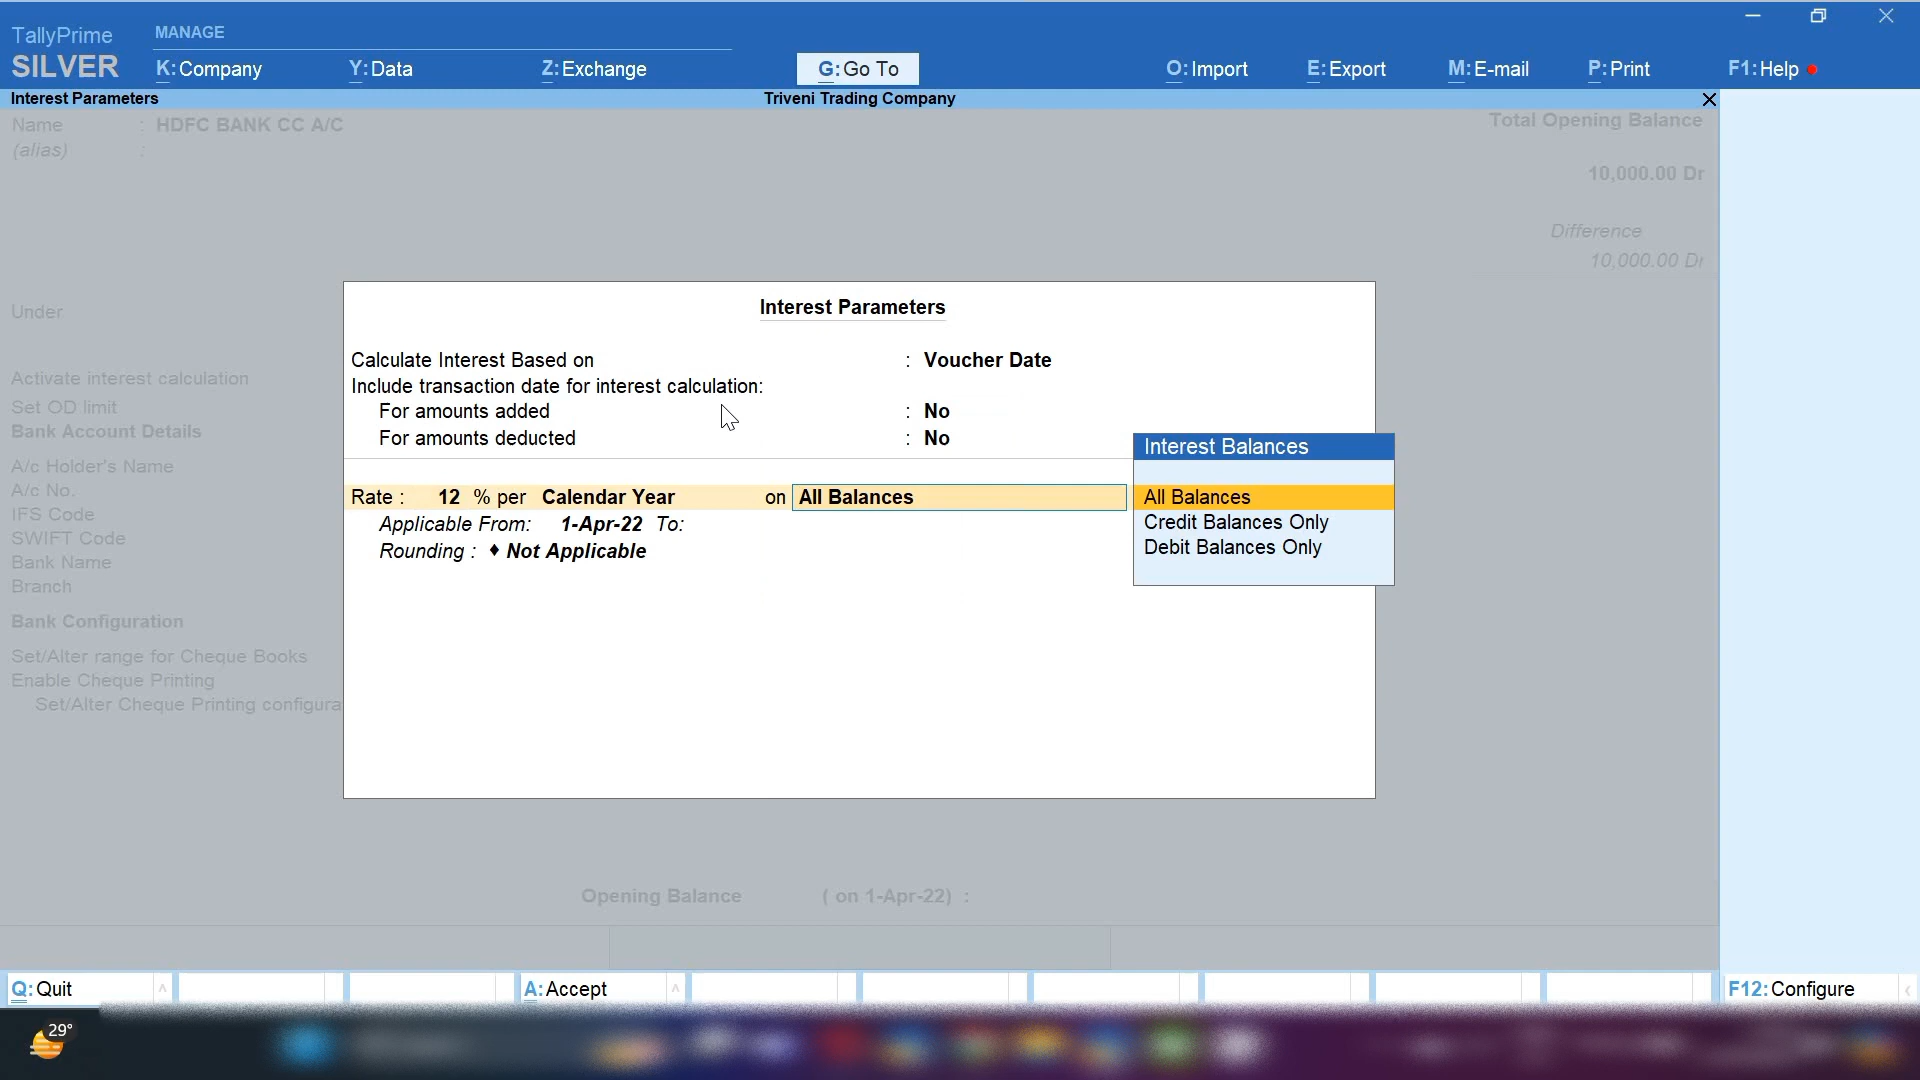 TallyPrime
SILVER
MANAGE
K:Company Y:Data Z:Exchange G:Go To O:Import E:Export M:E-mail P:Print F1:Help
Interest Parameters Triveni Trading Company
Name : HDFC BANK CC A/C Total Opening Balance
(alias) :
10,000.00 Dr
Difference
10,000.00 Dr
Under
Activate interest calculation
Set OD limit
Bank Account Details
A/c Holder's Name
A/c No.
IFS Code
SWIFT Code
Bank Name
Branch
Bank Configuration
Set/Alter range for Cheque Books
Enable Cheque Printing
Set/Alter Cheque Printing configura
Interest Parameters
Calculate Interest Based on : Voucher Date
Include transaction date for interest calculation:
For amounts added : No
For amounts deducted : No
Rate : 12 % per Calendar Year on All Balances
Applicable From: 1-Apr-22 To:
Rounding : ♦ Not Applicable
Interest Balances
All Balances
Credit Balances Only
Debit Balances Only
Opening Balance ( on 1-Apr-22) :
Q:Quit A:Accept F12:Configure
29°